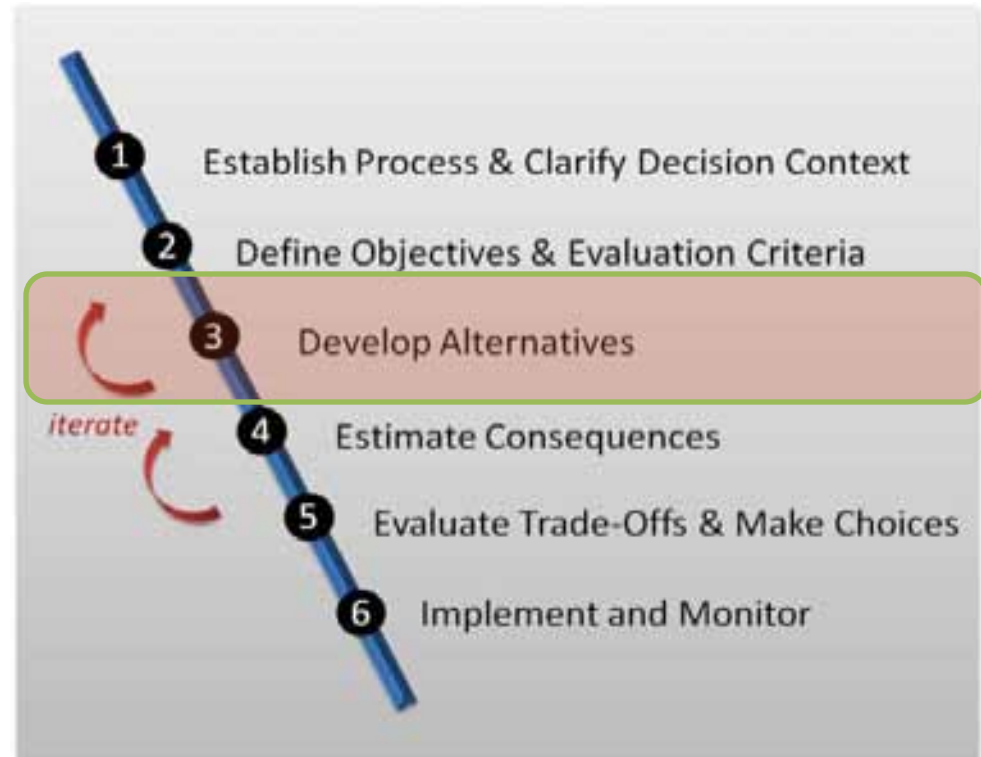 1 Establish Process & Clarify Decision Context
2 Define Objectives & Evaluation Criteria
3 Develop Alternatives
iterate
4 Estimate Consequences
5 Evaluate Trade-Offs & Make Choices
6 Implement and Monitor